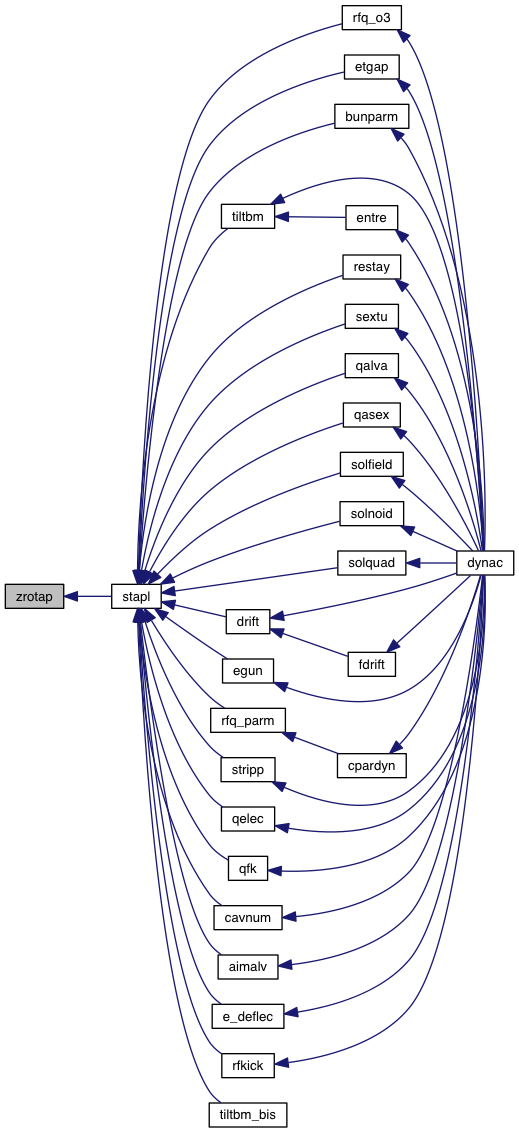 rfq_o3
etgap
bunparm
tiltbm
entre
restay
sextu
qalva
qasex
solfield
solnoid
solquad
dynac
zrotap
stapl
drift
fdrift
egun
rfq_parm
cpardyn
stripp
qelec
qfk
cavnum
aimalv
e_deflec
rfkick
tiltbm_bis